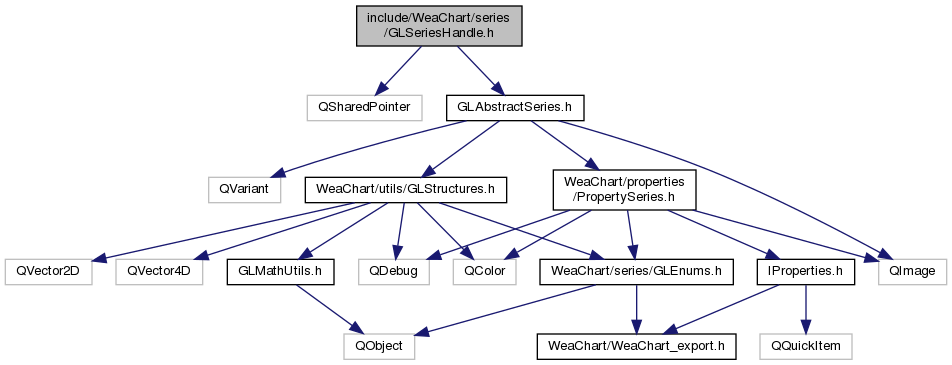 include/WeaChart/series
/GLSeriesHandle.h
QSharedPointer
GLAbstractSeries.h
QVariant
WeaChart/utils/GLStructures.h
WeaChart/properties
/PropertySeries.h
QVector2D
QVector4D
GLMathUtils.h
QDebug
QColor
WeaChart/series/GLEnums.h
IProperties.h
QImage
QObject
WeaChart/WeaChart_export.h
QQuickItem